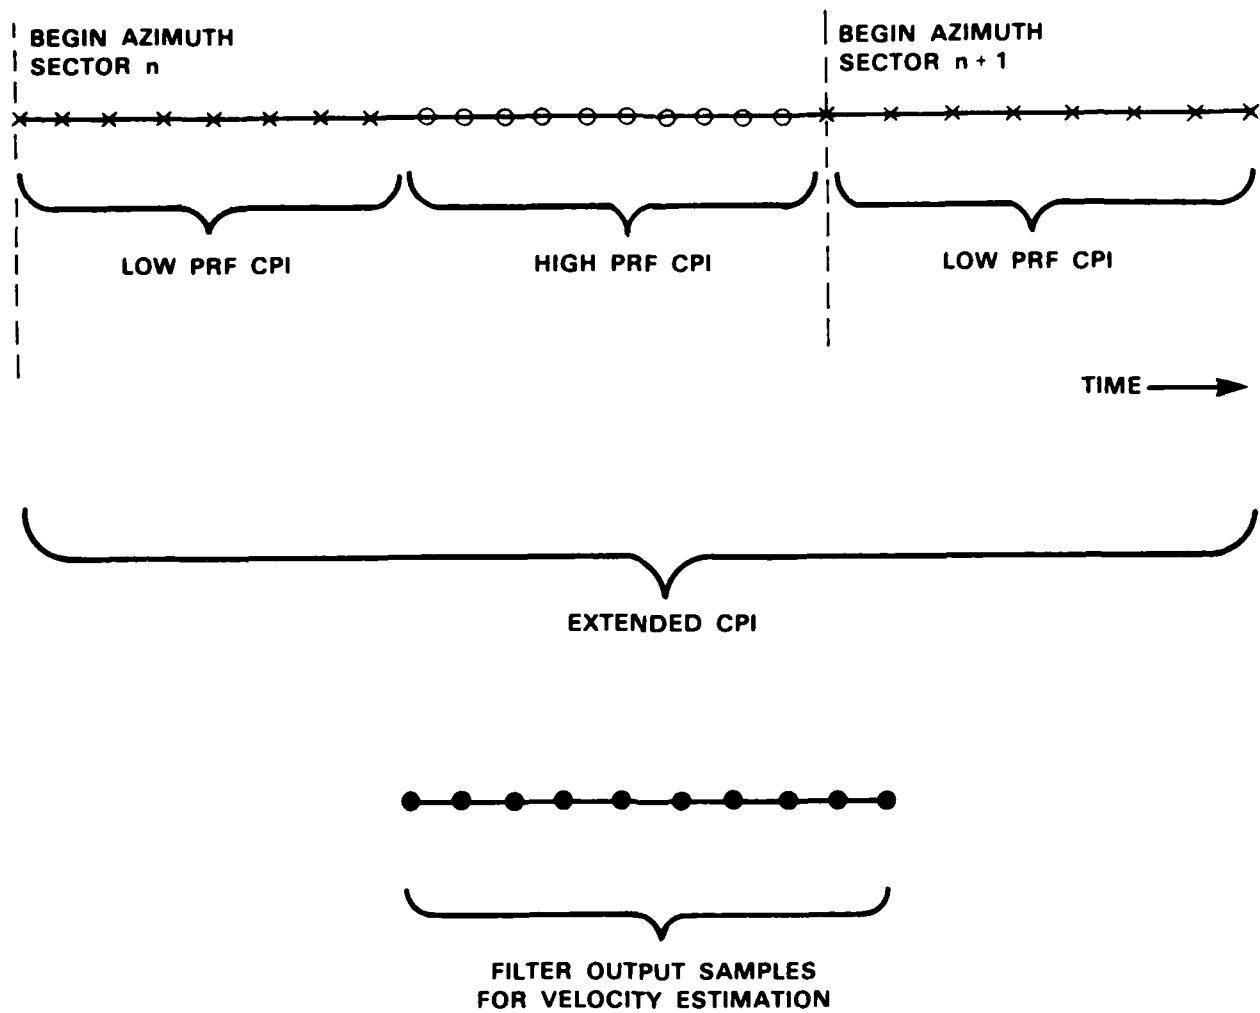 BEGIN AZIMUTH
SECTOR n
BEGIN AZIMUTH
SECTOR n + 1
LOW PRF CPI
HIGH PRF CPI
LOW PRF CPI
TIME
EXTENDED CPI
FILTER OUTPUT SAMPLES
FOR VELOCITY ESTIMATION